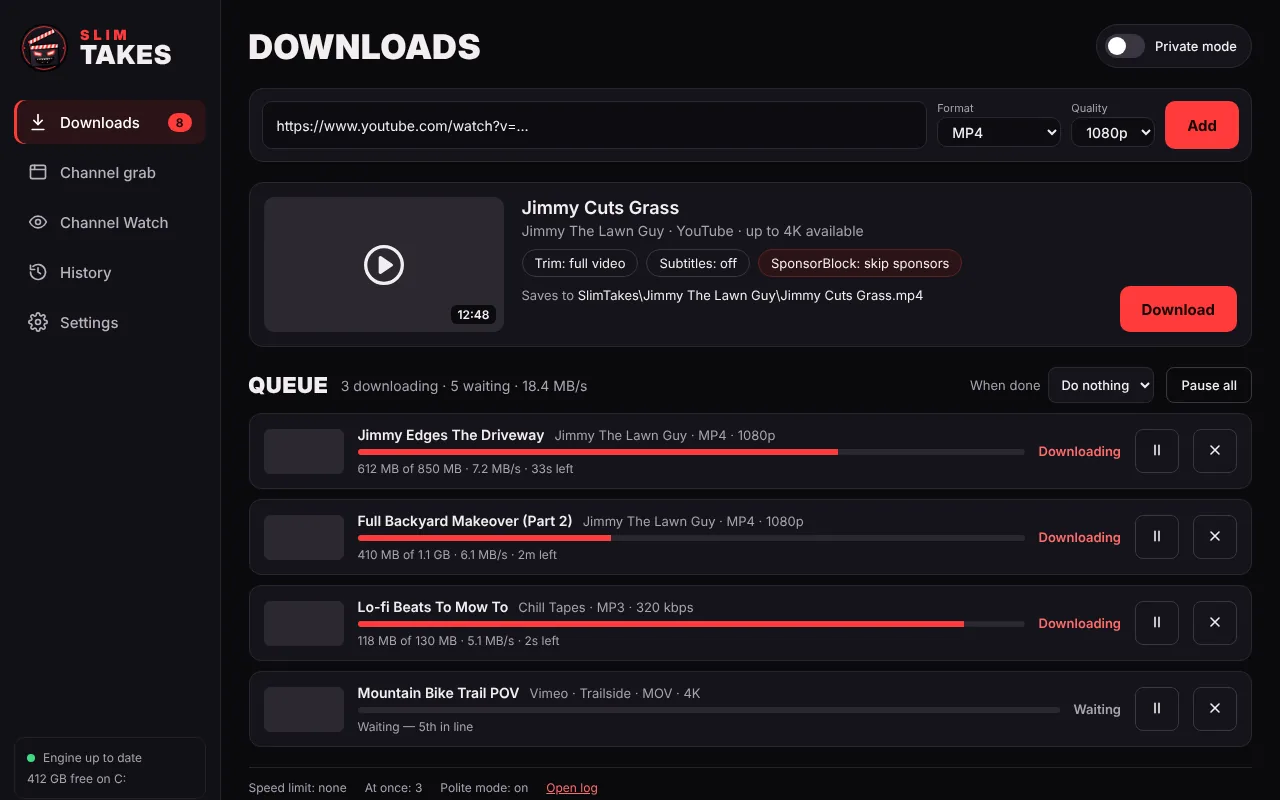 SLIM
TAKES
Downloads 8
Channel grab
Channel Watch
History
Settings
Engine up to date
412 GB free on C:
DOWNLOADS
Private mode
https://www.youtube.com/watch?v=...
Format
MP4
Quality
1080p
Add
12:48
Jimmy Cuts Grass
Jimmy The Lawn Guy · YouTube · up to 4K available
Trim: full video
Subtitles: off
SponsorBlock: skip sponsors
Saves to SlimTakes\Jimmy The Lawn Guy\Jimmy Cuts Grass.mp4
Download
QUEUE 3 downloading · 5 waiting · 18.4 MB/s
When done Do nothing Pause all
Jimmy Edges The Driveway Jimmy The Lawn Guy · MP4 · 1080p
612 MB of 850 MB · 7.2 MB/s · 33s left
Downloading
Full Backyard Makeover (Part 2) Jimmy The Lawn Guy · MP4 · 1080p
410 MB of 1.1 GB · 6.1 MB/s · 2m left
Downloading
Lo-fi Beats To Mow To Chill Tapes · MP3 · 320 kbps
118 MB of 130 MB · 5.1 MB/s · 2s left
Downloading
Mountain Bike Trail POV Vimeo · Trailside · MOV · 4K
Waiting — 5th in line
Waiting
Speed limit: none At once: 3 Polite mode: on Open log